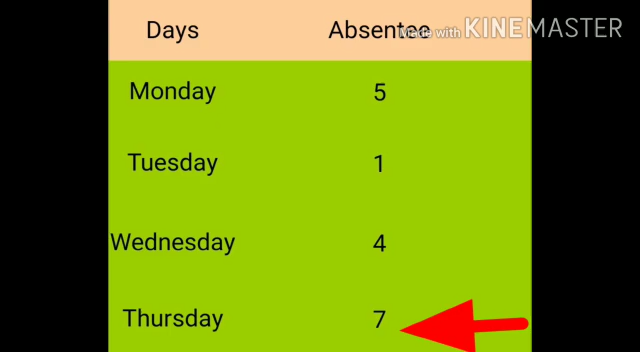 Days Absentee Made with KINEMASTER
Monday 5
Tuesday 1
Wednesday 4
Thursday 7